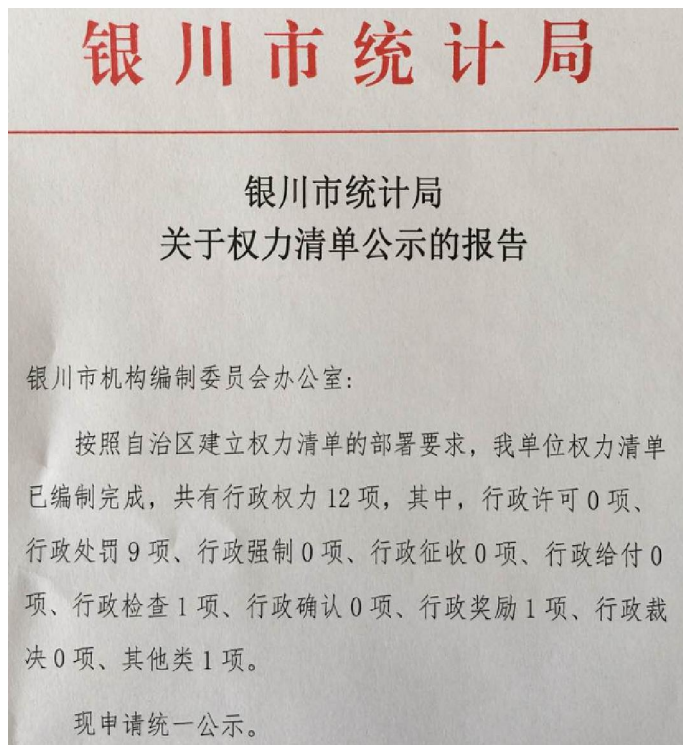 银川市统计局
银川市统计局
关于权力清单公示的报告
银川市机构编制委员会办公室:
按照自治区建立权力清单的部署要求，我单位权力清单
已编制完成，共有行政权力12项，其中，行政许可0项、
行政处罚9项、行政强制0项、行政征收0项、行政给付0
项、行政检查1项、行政确认0项、行政奖励1项、行政裁
决0项、其他类1项。
现申请统一公示。